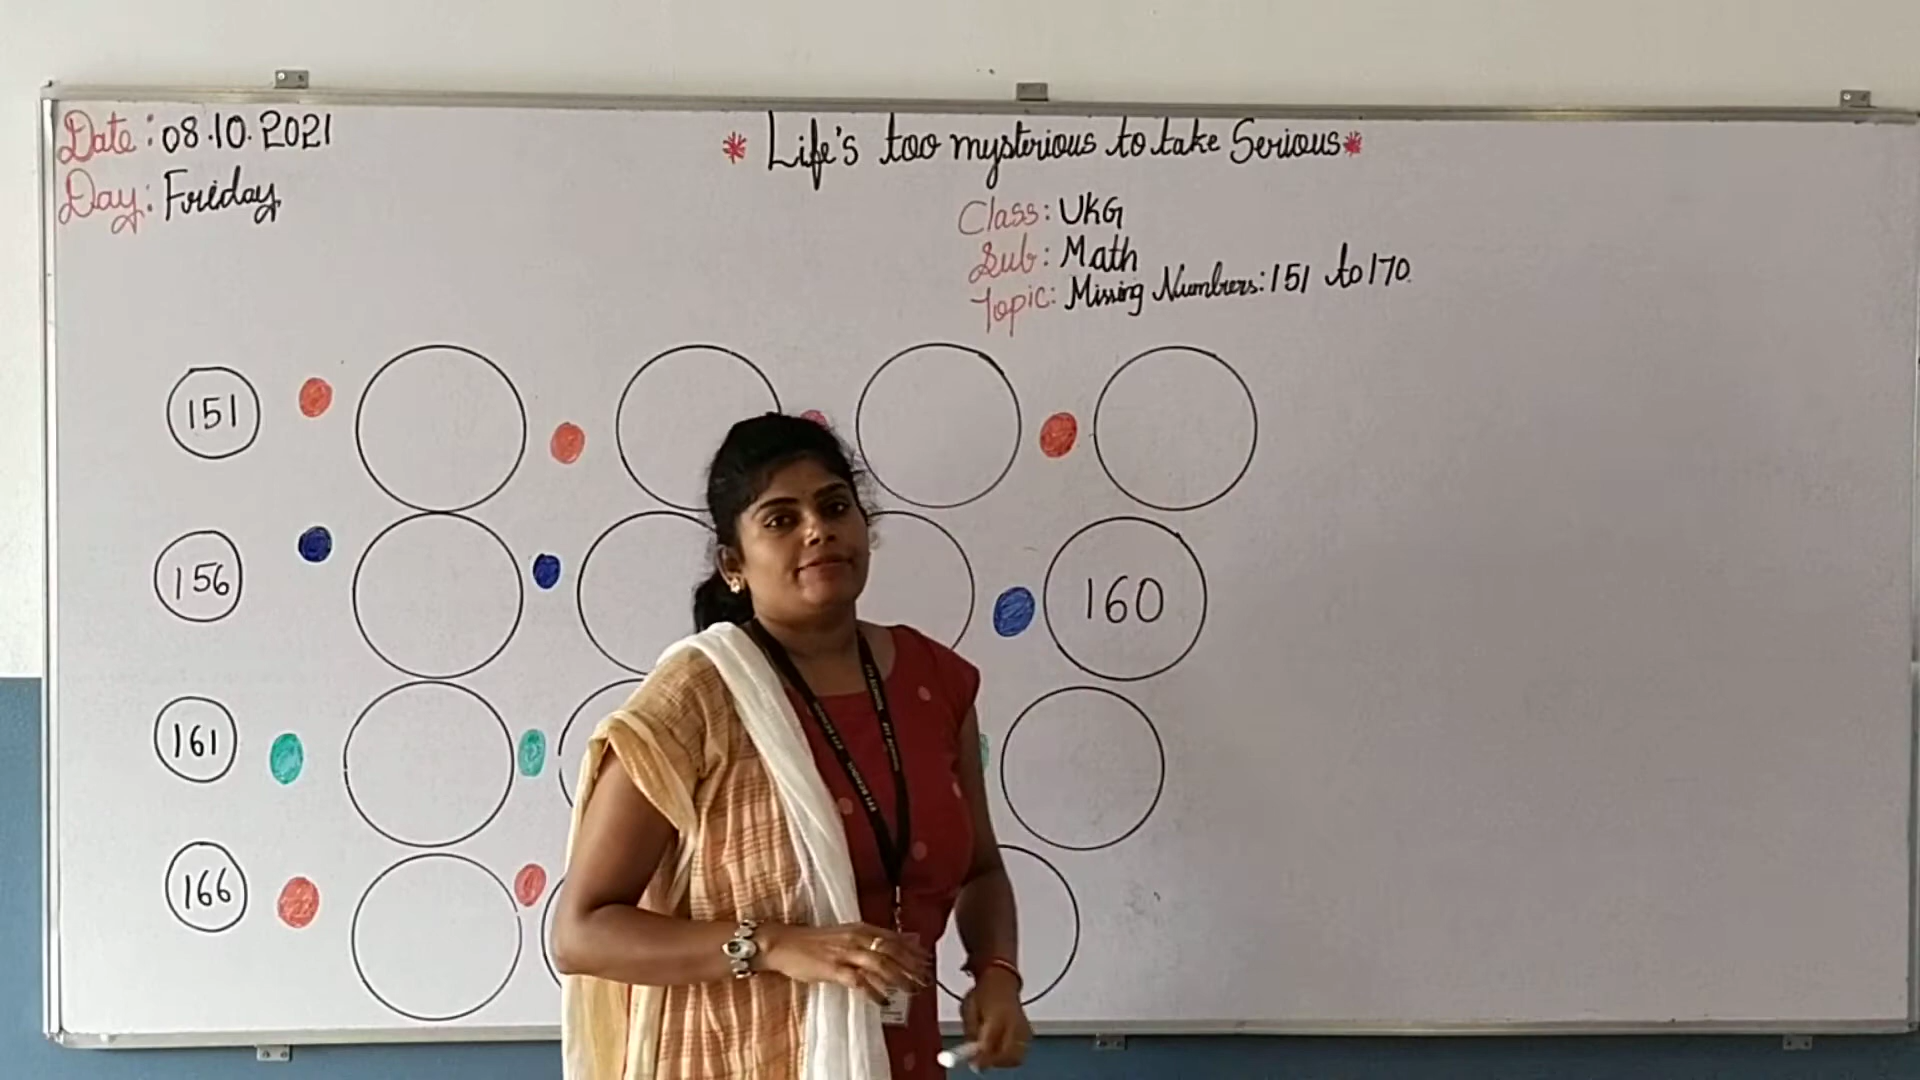 Date: 08.10.2021
* Life's too mysterious to take Serious *
Day: Friday
Class: UKG
Sub: Math
Topic: Missing Numbers: 151 to 170
151
156
160
161
166